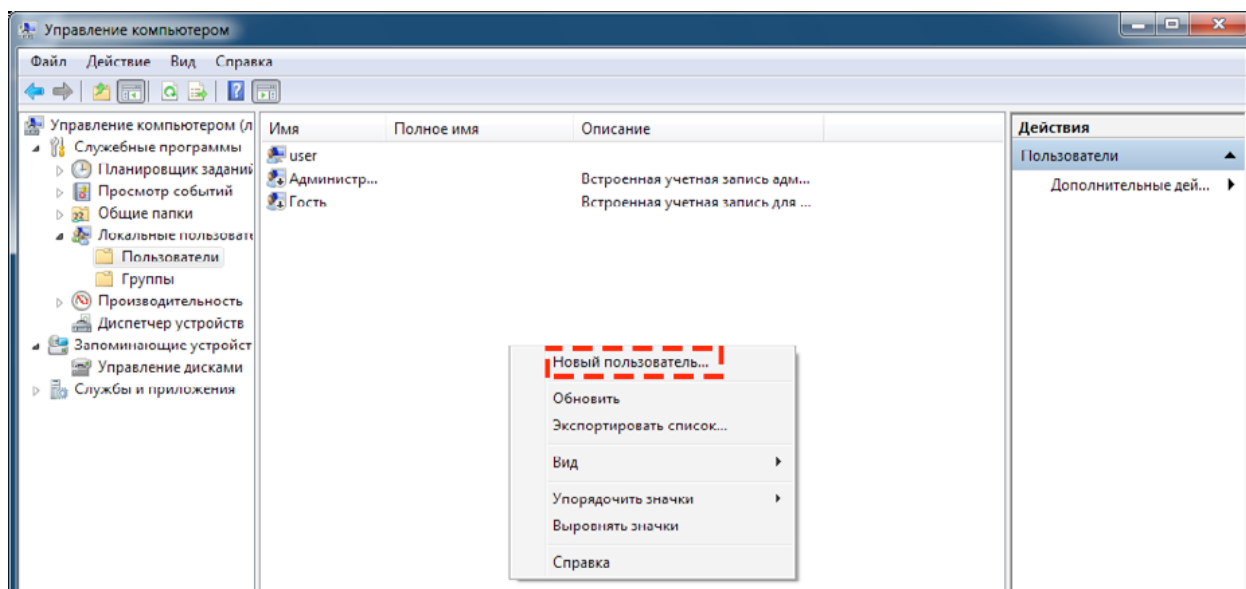 Управление компьютером
Файл Действие Вид Справка
Управление компьютером (л
Служебные программы
Планировщик заданий
Просмотр событий
Общие папки
Локальные пользовате
Пользователи
Группы
Производительность
Диспетчер устройств
Запоминающие устройст
Управление дисками
Службы и приложения
Имя Полное имя Описание
user
Администр... Встроенная учетная запись адм...
Гость Встроенная учетная запись для ...
Новый пользователь...
Обновить
Экспортировать список...
Вид
Упорядочить значки
Выровнять значки
Справка
Действия
Пользователи
Дополнительные дей...